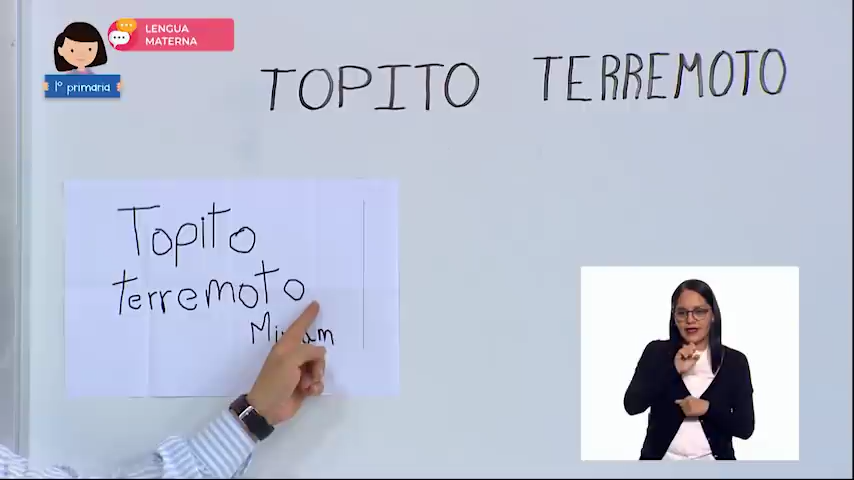 LENGUA
MATERNA
1° primaria
TOPITO TERREMOTO
Topito
terremoto